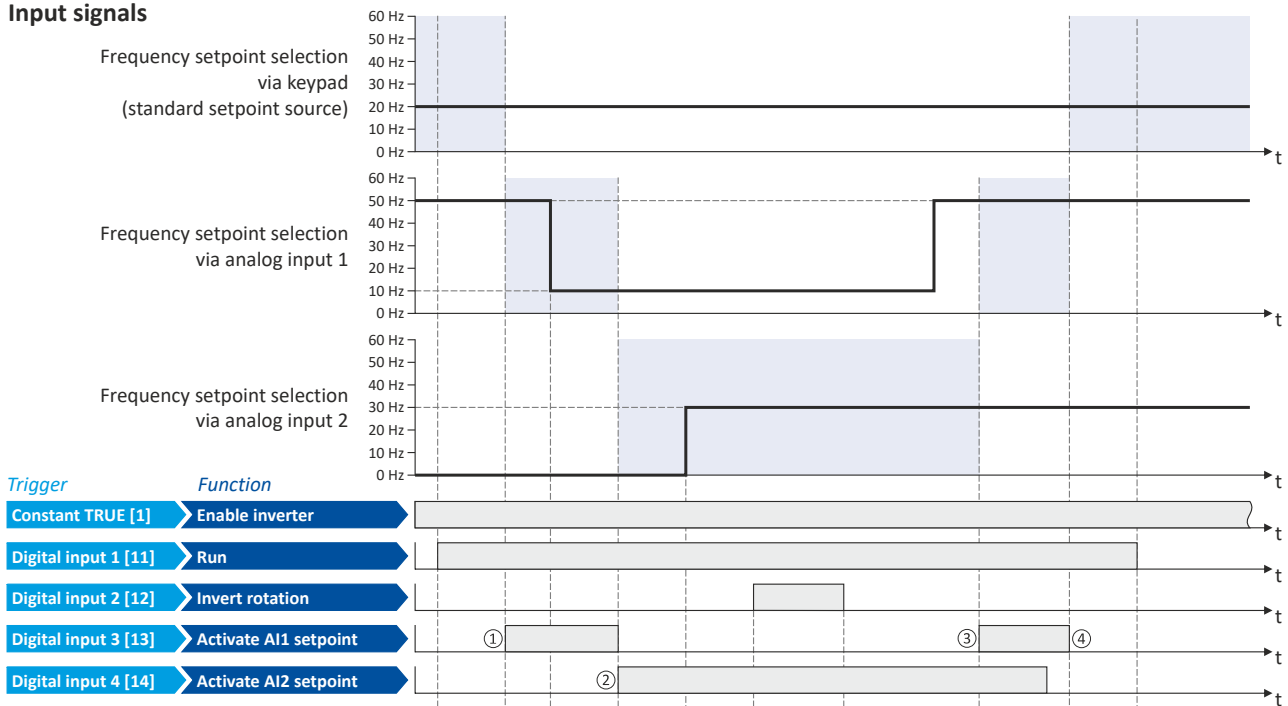 Input signals
Frequency setpoint selection
via keypad
(standard setpoint source)
60 Hz
50 Hz
40 Hz
30 Hz
20 Hz
10 Hz
0 Hz
t
Frequency setpoint selection
via analog input 1
60 Hz
50 Hz
40 Hz
30 Hz
20 Hz
10 Hz
0 Hz
t
Frequency setpoint selection
via analog input 2
60 Hz
50 Hz
40 Hz
30 Hz
20 Hz
10 Hz
0 Hz
t
Trigger Function
Constant TRUE [1] Enable inverter
t
Digital input 1 [11] Run
t
Digital input 2 [12] Invert rotation
t
Digital input 3 [13] Activate AI1 setpoint ① ③ ④
t
Digital input 4 [14] Activate AI2 setpoint ②
t